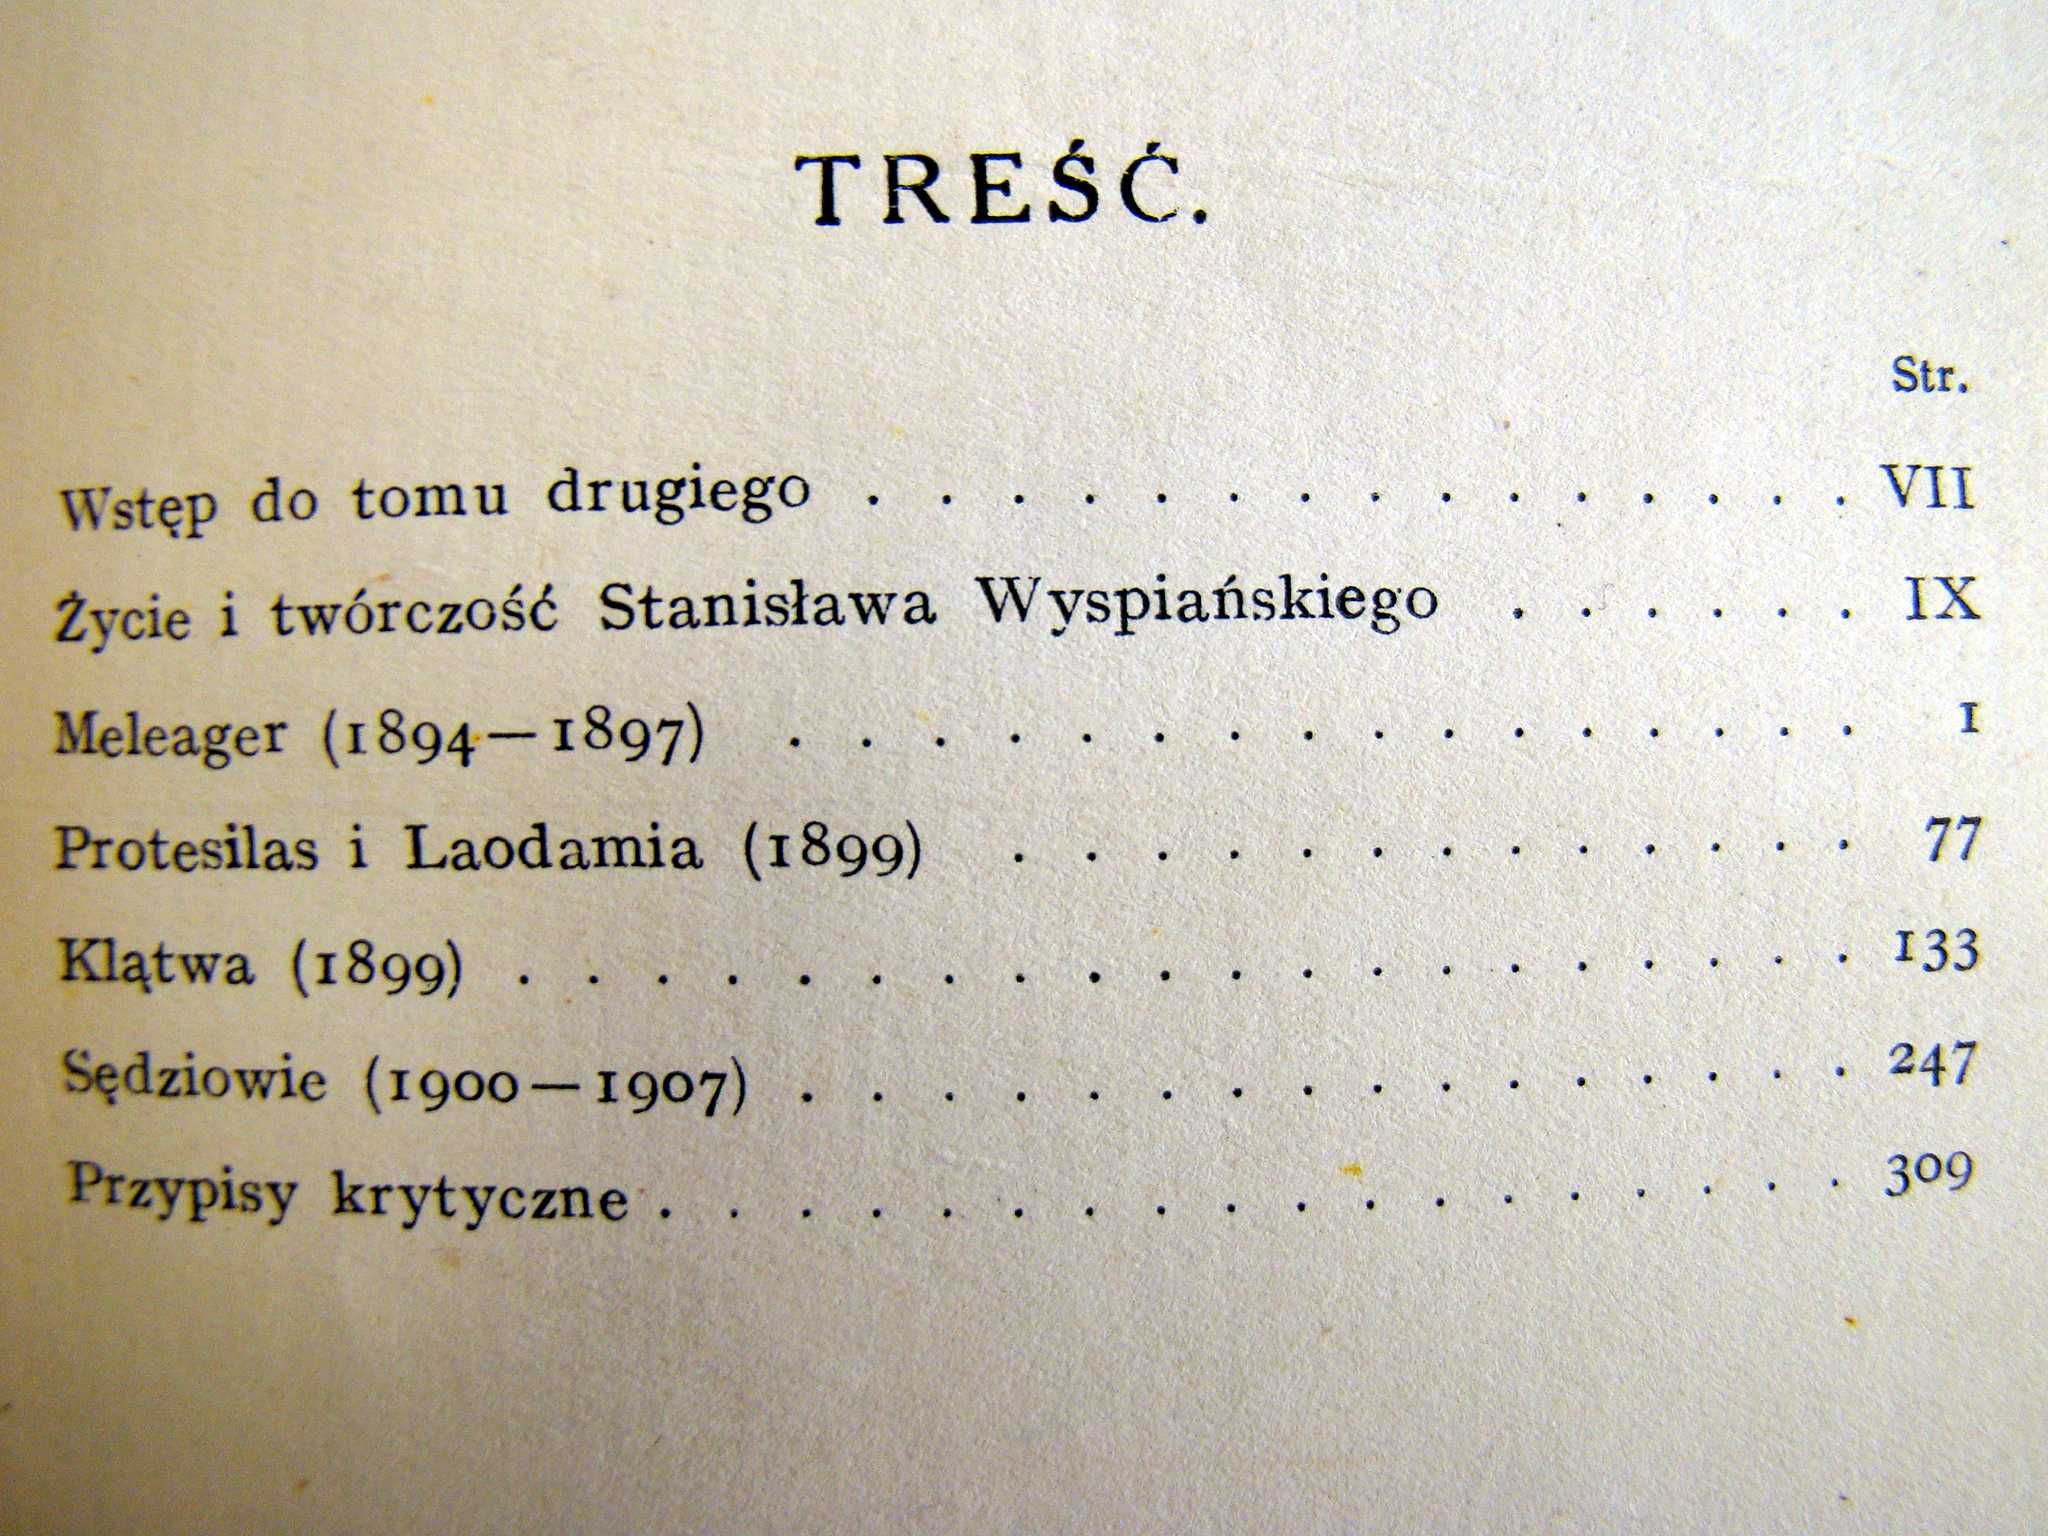 TREŚĆ.
Str.
Wstęp do tomu drugiego . . . . . . . . . . . . . . . VII
Życie i twórczość Stanisława Wyspiańskiego . . . . . . IX
Meleager (1894—1897) . . . . . . . . . . . . . . . . 1
Protesilas i Laodamia (1899) . . . . . . . . . . . . . 77
Klątwa (1899) . . . . . . . . . . . . . . . . . . . . 133
Sędziowie (1900—1907) . . . . . . . . . . . . . . . . 247
Przypisy krytyczne . . . . . . . . . . . . . . . . . . 309